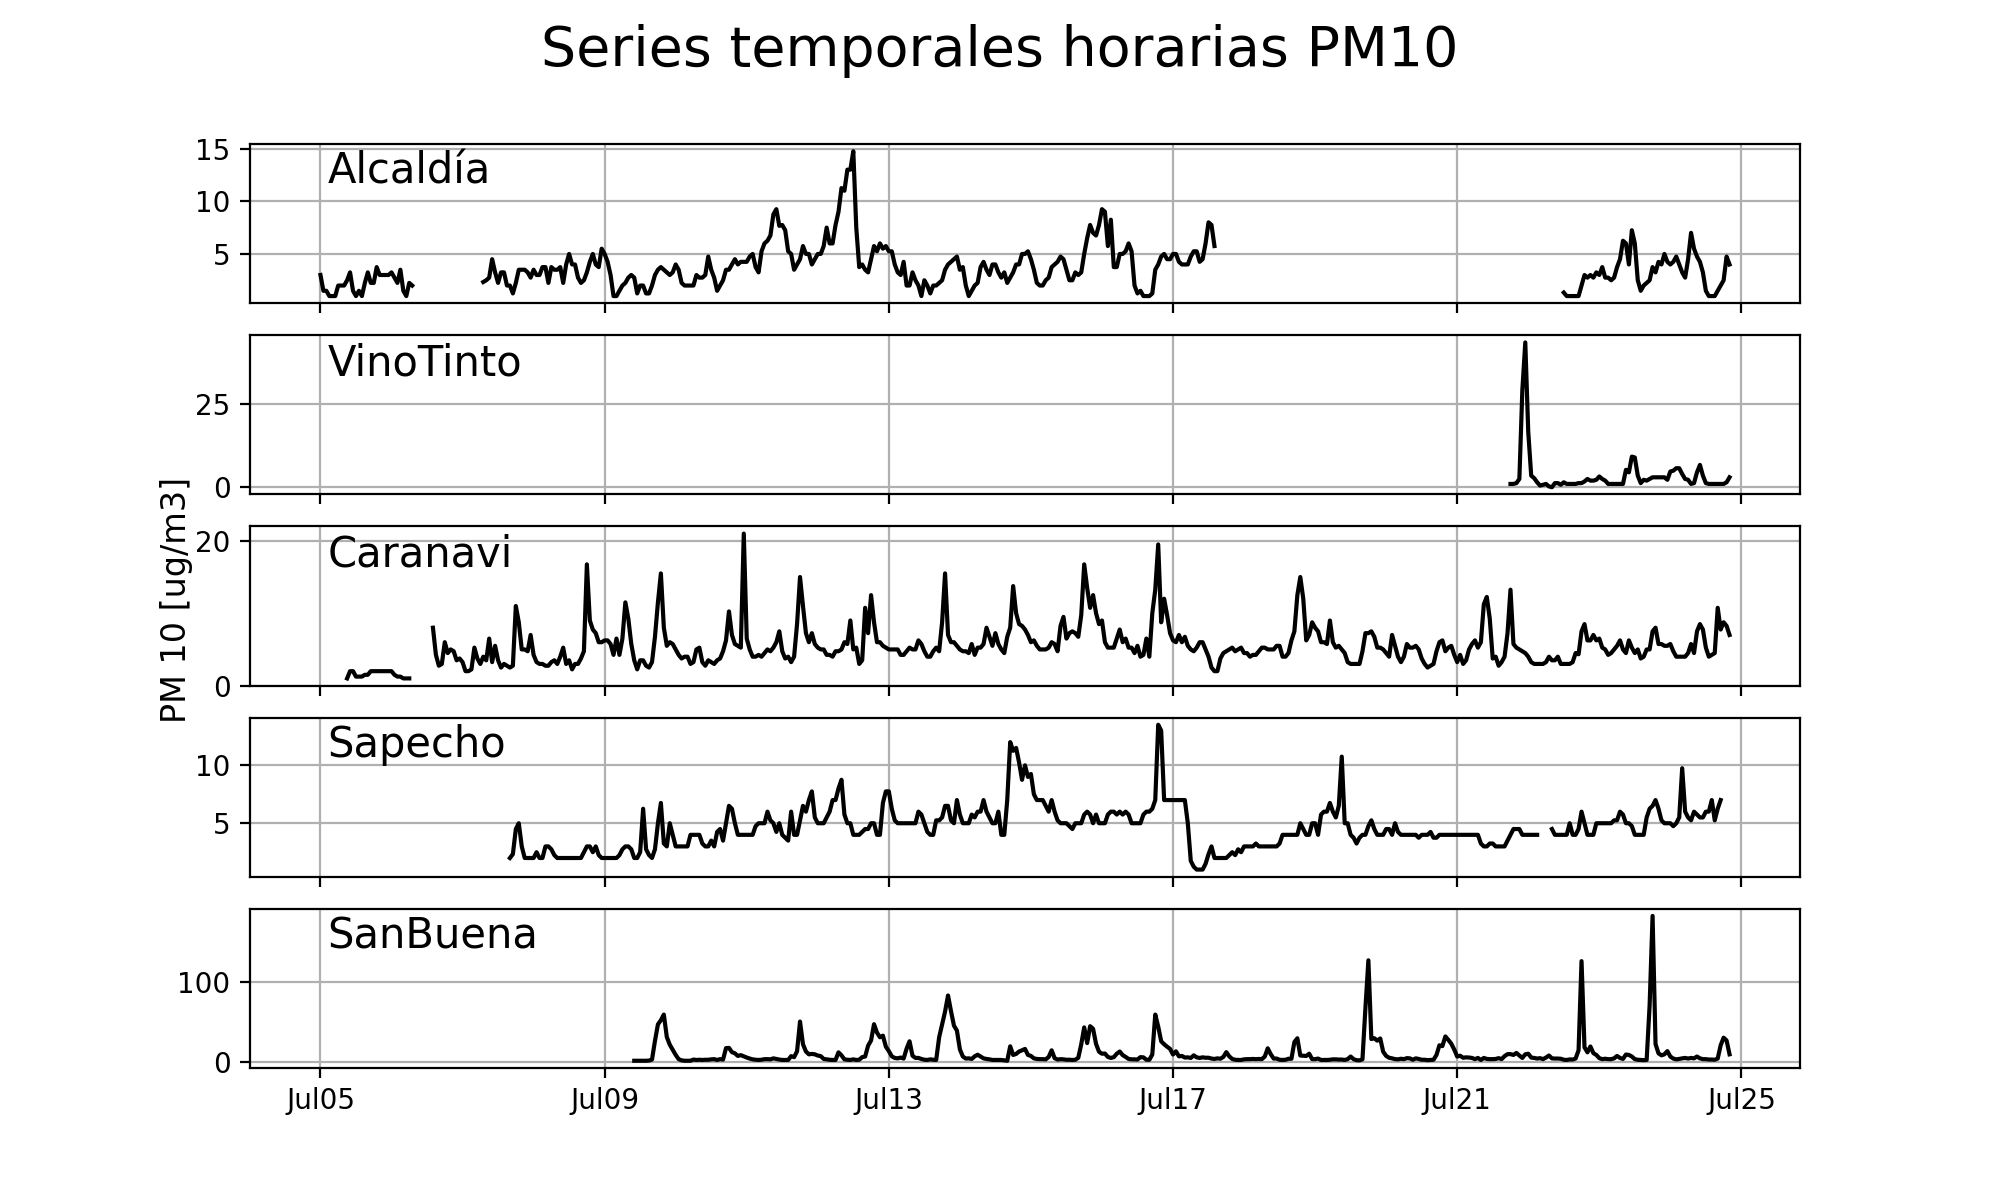 Series temporales horarias PM10
15
Alcaldía
10
5
VinoTinto
25
0
PM 10 [ug/m3]
20
Caranavi
0
Sapecho
10
5
SanBuena
100
0
Jul05 Jul09 Jul13 Jul17 Jul21 Jul25